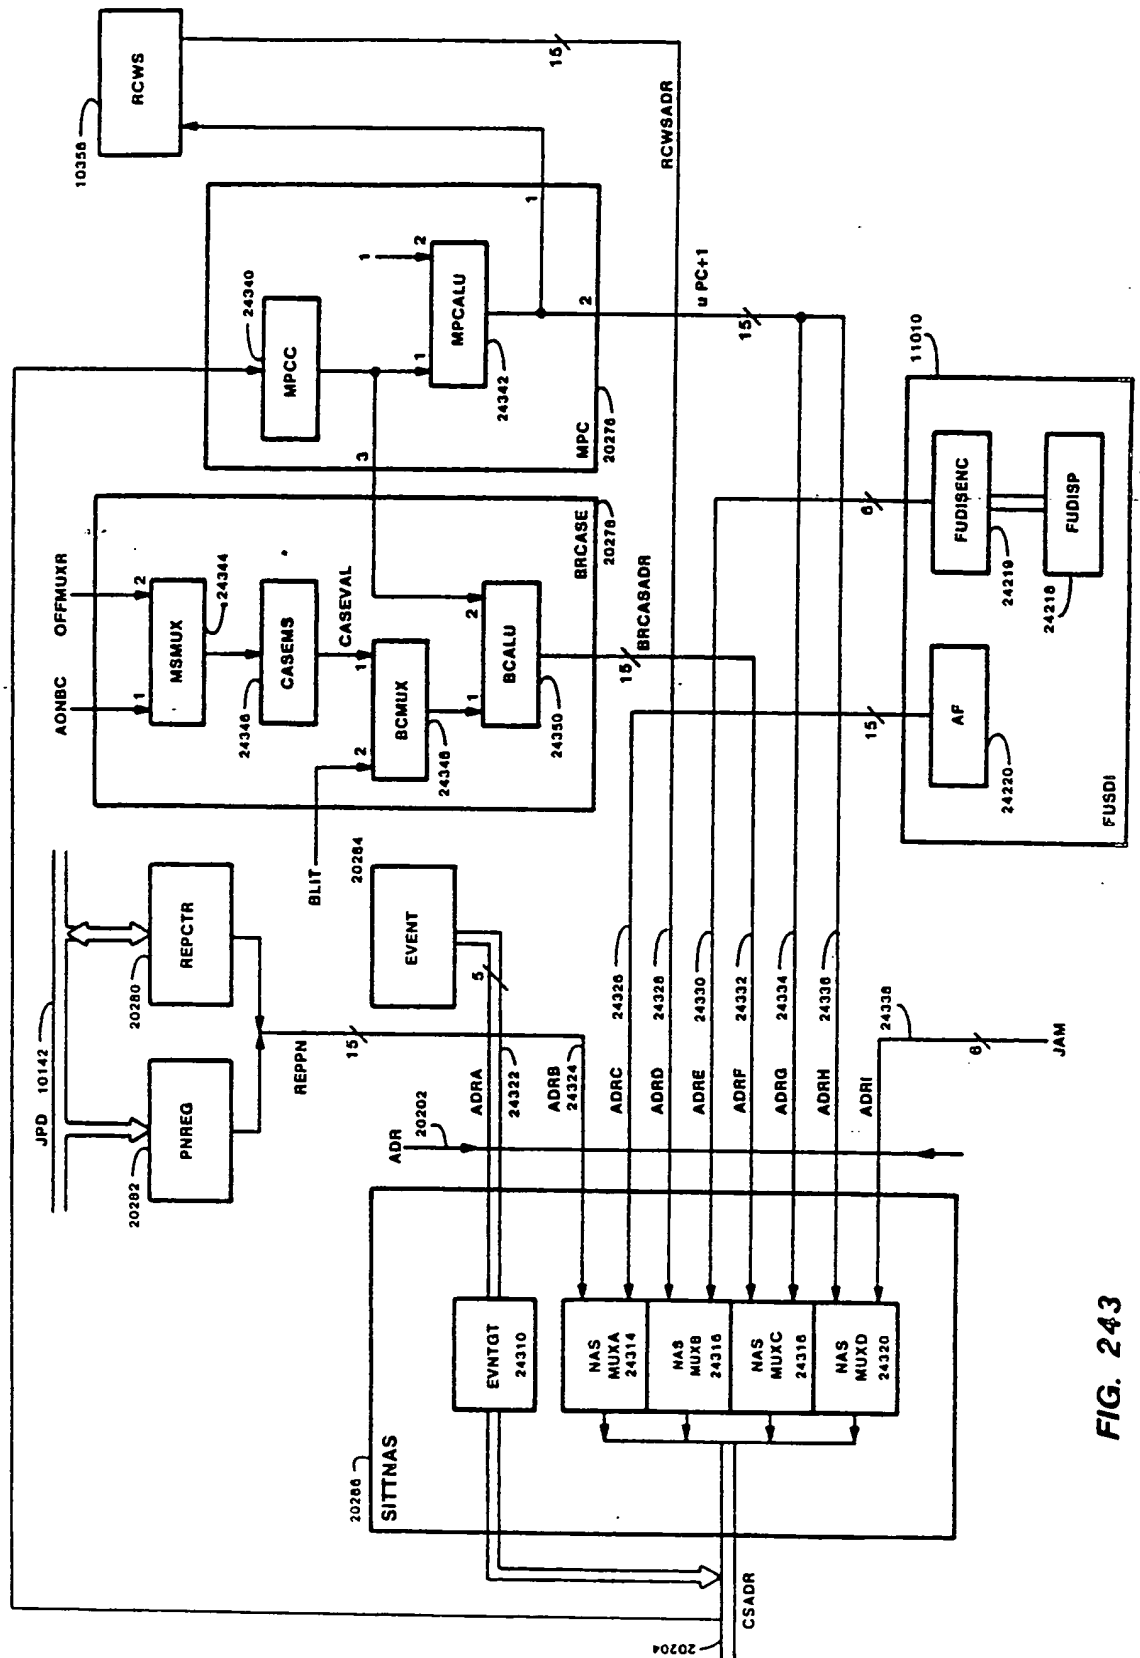 JPD 10142
20282
PNREG
20280
REPCTR
REPPN
15
AONBC
OFFMUXR
1
2
MSMUX
24344
CASEMS
24346
CASEVAL
1
2
BCMUX
24348
BLIT
1
2
BCALU
24350
BRCASE
20278
15
BRCASADR
3
MPCC
24340
1
1
2
MPCALU
24342
MPC
20276
1
2
u PC+1
15
10358
RCWS
15
RCWSADR
EVENT
20284
5
ADR
20202
ADRA
24322
ADRB
24324
ADRC
24326
ADRD
24328
ADRE
24330
ADRF
24332
ADRG
24334
ADRH
24336
ADRI
24338
6
JAM
11010
FUDISENC
24219
6
FUDISP
24218
AF
24220
15
FUSDI
20286
SITTNAS
EVNTGT
24310
NAS
MUXA
24314
NAS
MUXB
24316
NAS
MUXC
24318
NAS
MUXD
24320
CSADR
20204
FIG. 243